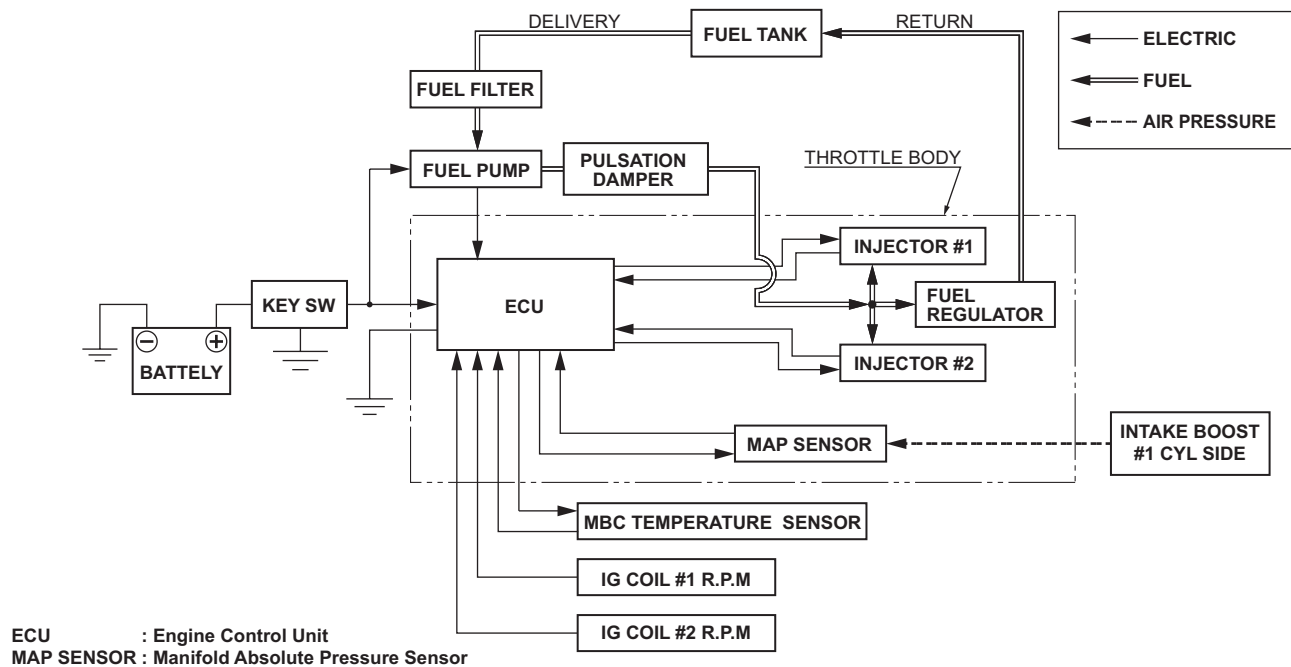 DELIVERY
FUEL TANK
RETURN
ELECTRIC
FUEL
AIR PRESSURE
FUEL FILTER
FUEL PUMP
PULSATION
DAMPER
THROTTLE BODY
INJECTOR #1
KEY SW
ECU
FUEL
REGULATOR
− +
BATTELY
INJECTOR #2
MAP SENSOR
INTAKE BOOST
#1 CYL SIDE
MBC TEMPERATURE SENSOR
IG COIL #1 R.P.M
IG COIL #2 R.P.M
ECU : Engine Control Unit
MAP SENSOR : Manifold Absolute Pressure Sensor